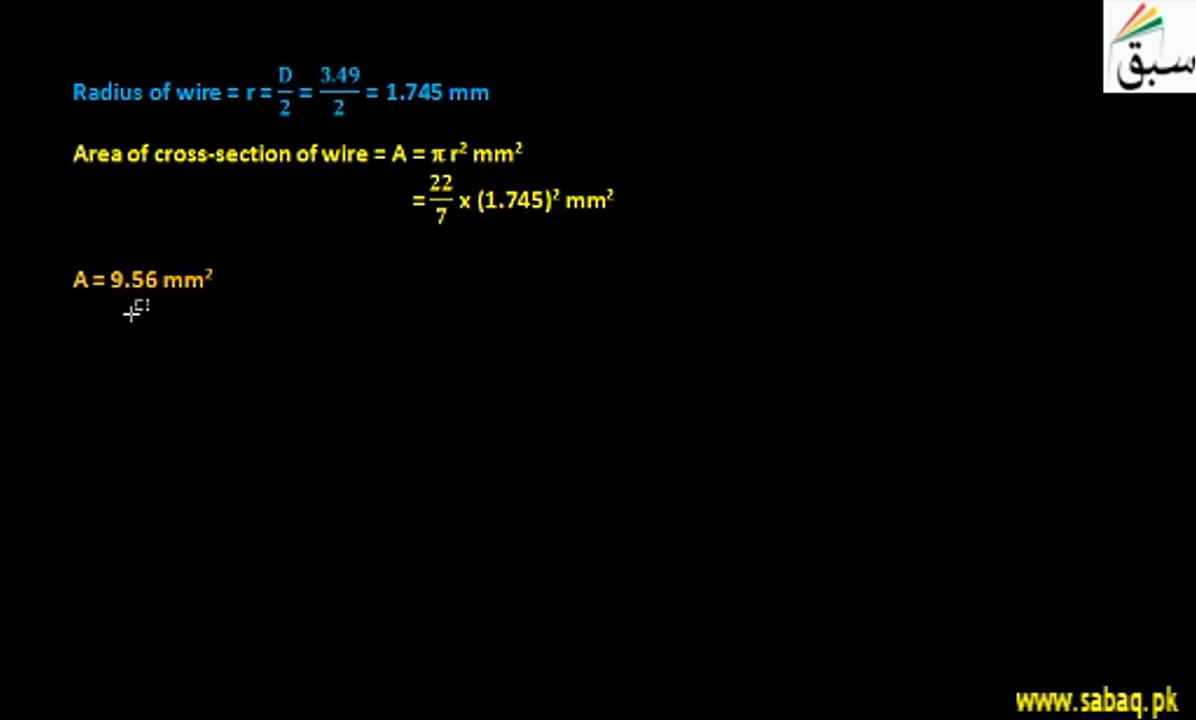 سبق
Radius of wire = r = D/2 = 3.49/2 = 1.745 mm
Area of cross-section of wire = A = π r² mm²
= 22/7 x (1.745)² mm²
A = 9.56 mm²
www.sabaq.pk